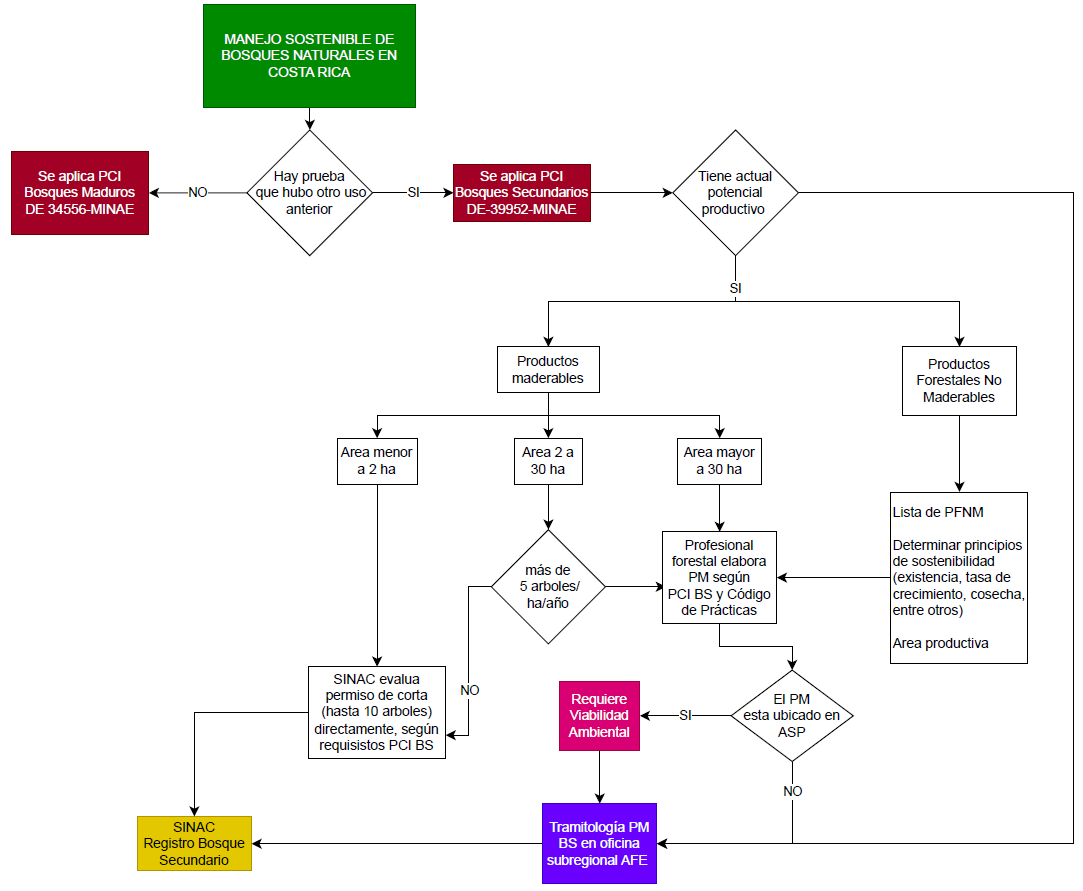 MANEJO SOSTENIBLE DE
BOSQUES NATURALES EN
COSTA RICA
Hay prueba
que hubo otro uso
anterior
NO
Se aplica PCI
Bosques Maduros
DE 34556-MINAE
SI
Se aplica PCI
Bosques Secundarios
DE-39952-MINAE
Tiene actual
potencial
productivo
SI
Productos
maderables
Productos
Forestales No
Maderables
Area menor
a 2 ha
Area 2 a
30 ha
Area mayor
a 30 ha
más de
5 arboles/
ha/año
Profesional
forestal elabora
PM según
PCI BS y Código
de Prácticas
Lista de PFNM
Determinar principios
de sostenibilidad
(existencia, tasa de
crecimiento, cosecha,
entre otros)
Area productiva
NO
SINAC evalua
permiso de corta
(hasta 10 arboles)
directamente, según
requisistos PCI BS
El PM
esta ubicado en
ASP
SI
Requiere
Viabilidad
Ambiental
NO
Tramitología PM
BS en oficina
subregional AFE
SINAC
Registro Bosque
Secundario